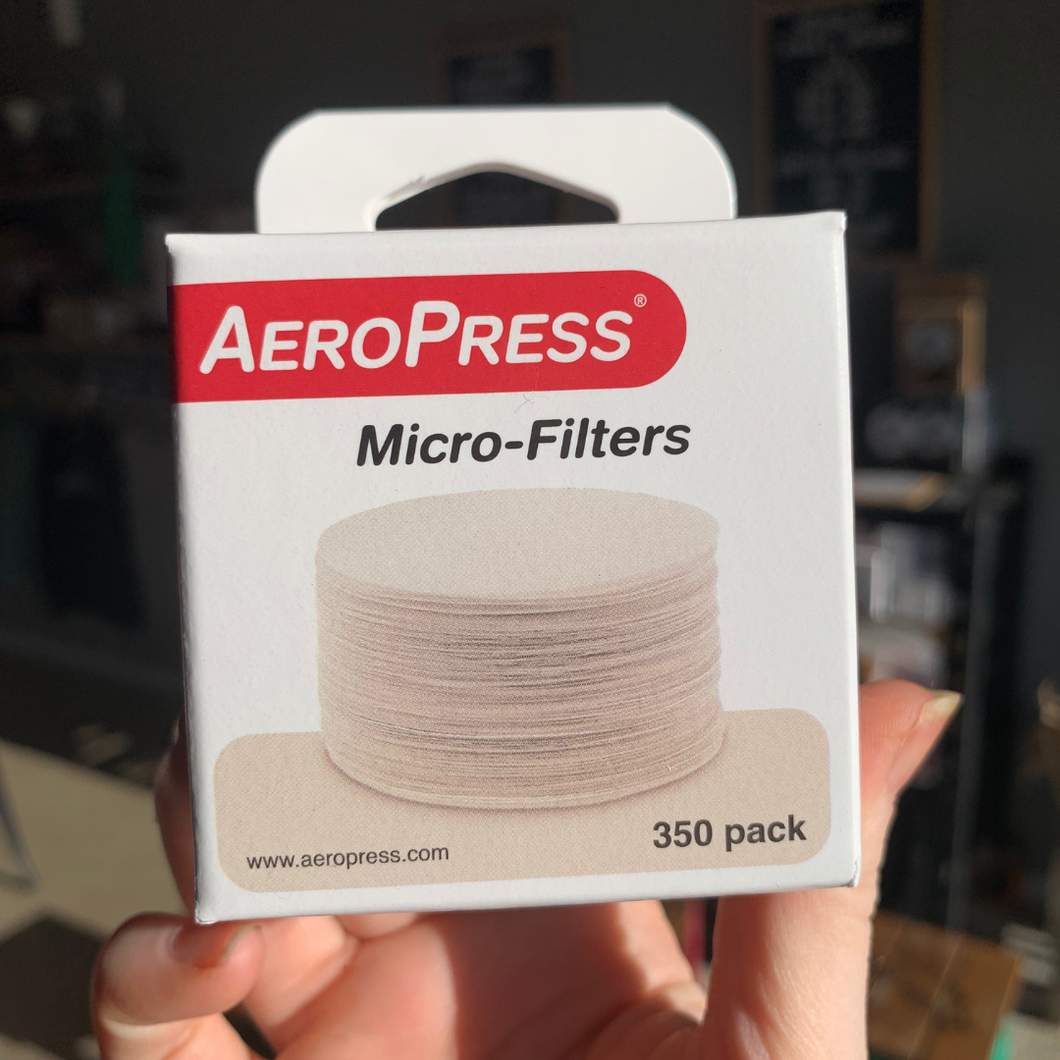 AEROPRESS®
Micro-Filters
350 pack
www.aeropress.com